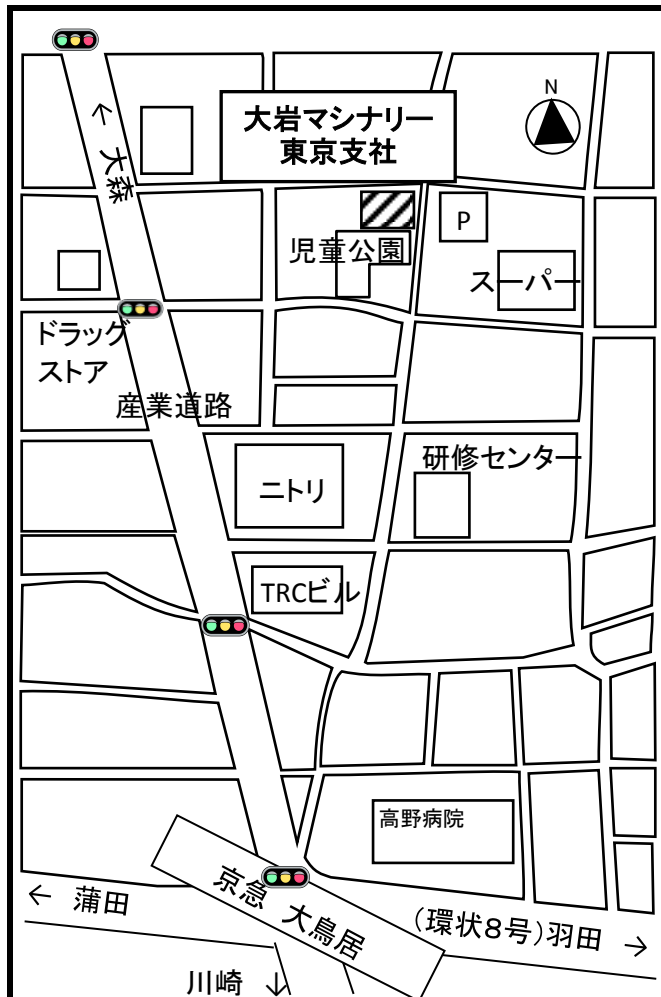 大岩マシナリー
東京支社
N
← 大森
P
児童公園
スーパー
ドラッグ
ストア
産業道路
研修センター
ニトリ
TRCビル
高野病院
← 蒲田
京急 大鳥居
(環状8号)羽田 →
川崎 ↓